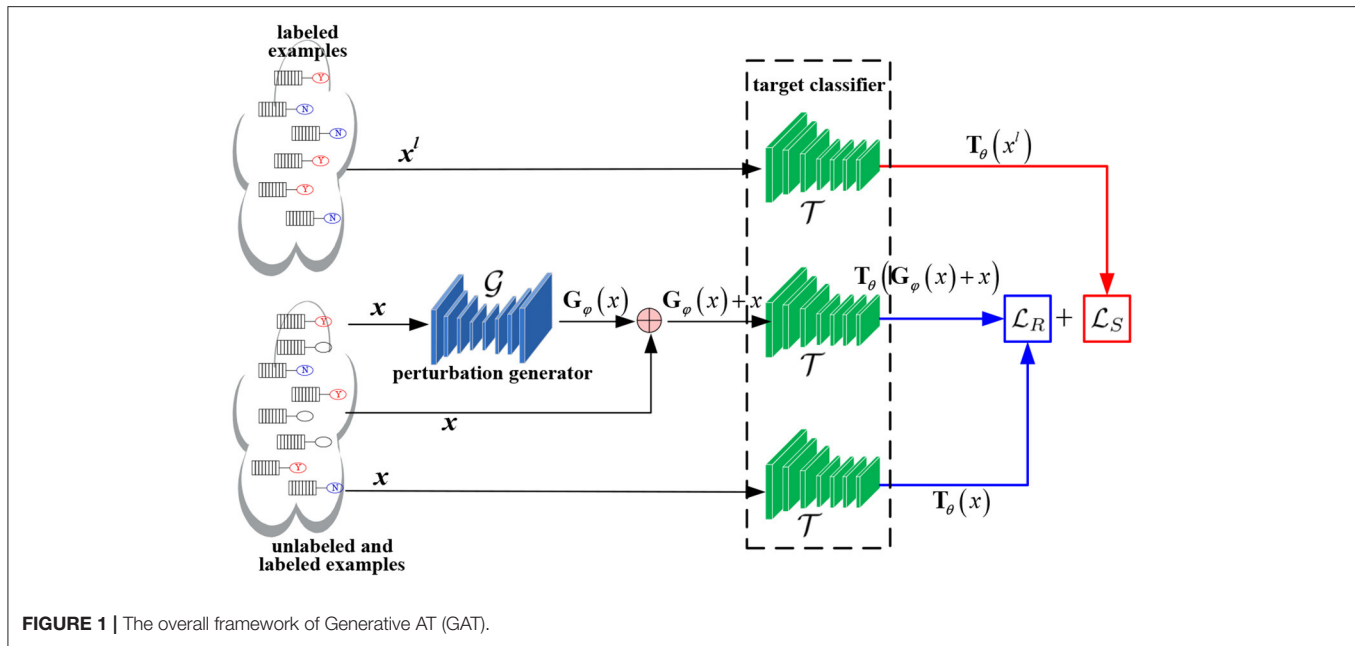 labeled
examples
Y
N
N
Y
Y
N
x^l
target classifier
𝒯
T_θ(x^l)
x
𝒢
G_φ(x)
G_φ(x)+x
perturbation generator
x
𝒯
T_θ(G_φ(x)+x)
ℒ_R + ℒ_S
Y
N
Y
Y
N
x
𝒯
T_θ(x)
unlabeled and
labeled examples
FIGURE 1 | The overall framework of Generative AT (GAT).